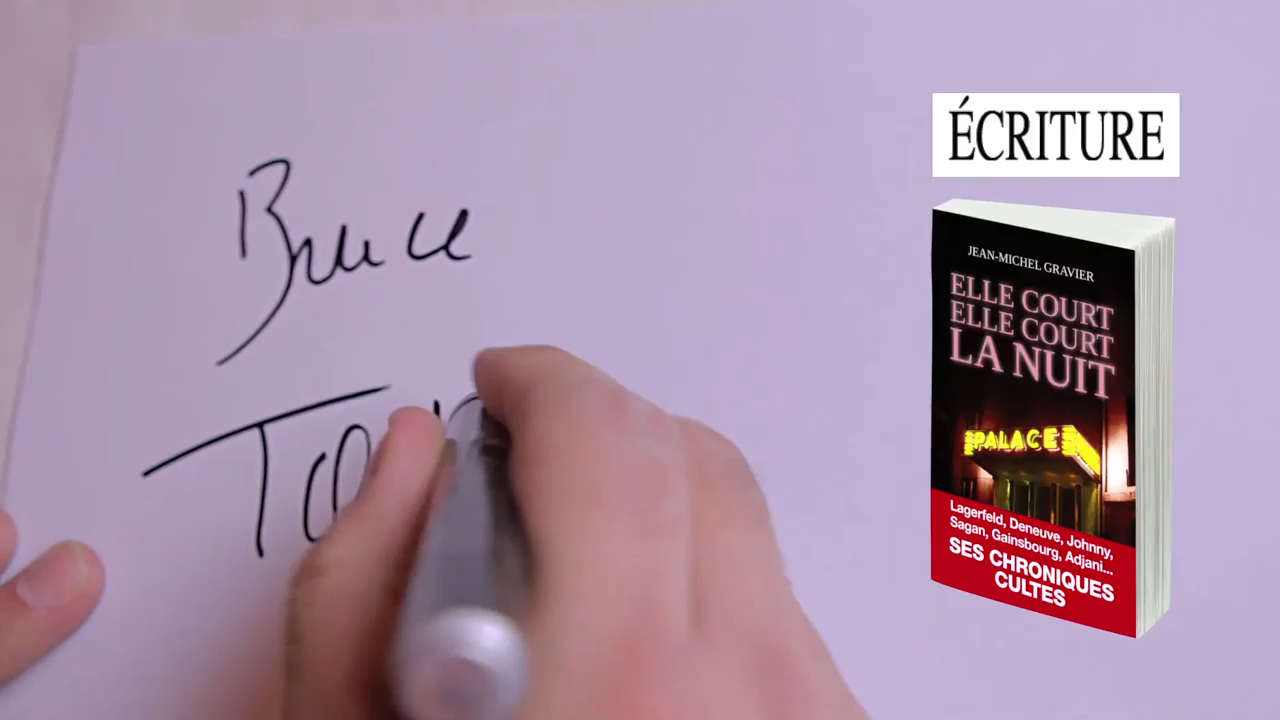 Bruce
ÉCRITURE
JEAN-MICHEL GRAVIER
ELLE COURT
ELLE COURT
LA NUIT
PALACE
Lagerfeld, Deneuve, Johnny,
Sagan, Gainsbourg, Adjani...
SES CHRONIQUES
CULTES